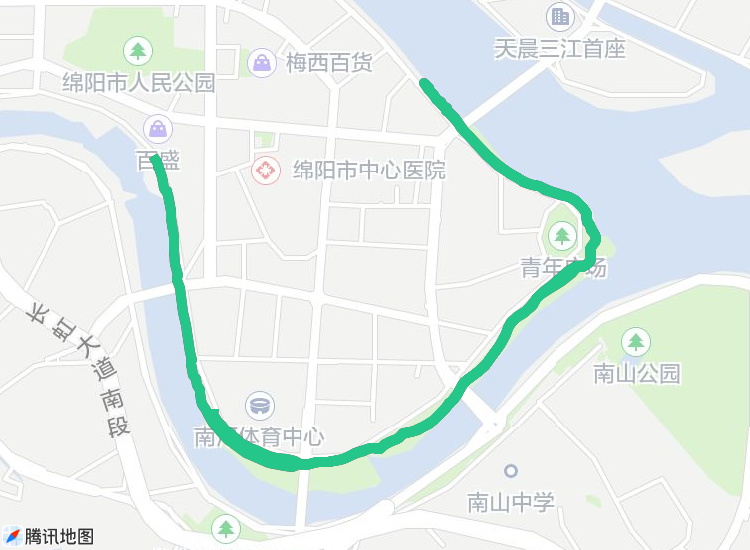 天晨三江首座
梅西百货
绵阳市人民公园
百盛
绵阳市中心医院
青年广场
长虹大道南段
南山公园
南河体育中心
南山中学
腾讯地图